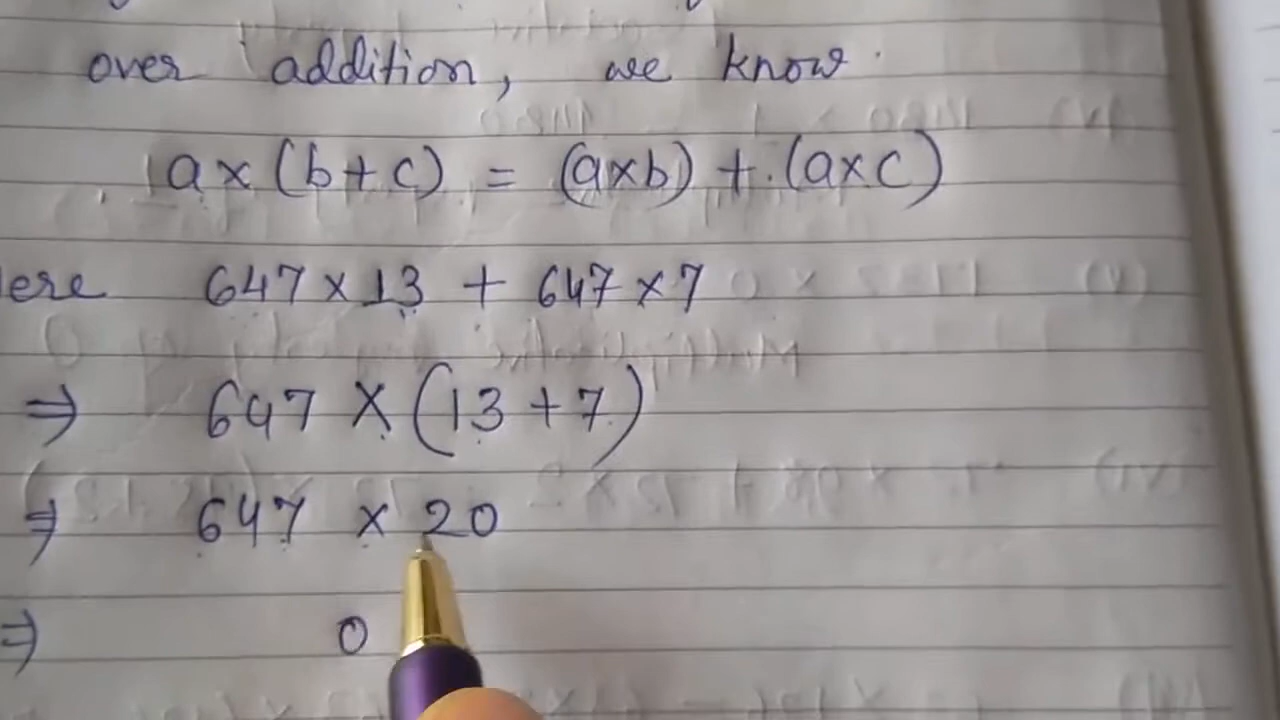 over addition, we know
a × (b + c) = (a×b) + (a×c)
ere 647 × 13 + 647 × 7
⇒ 647 × (13 + 7)
⇒ 647 × 20
⇒ 0